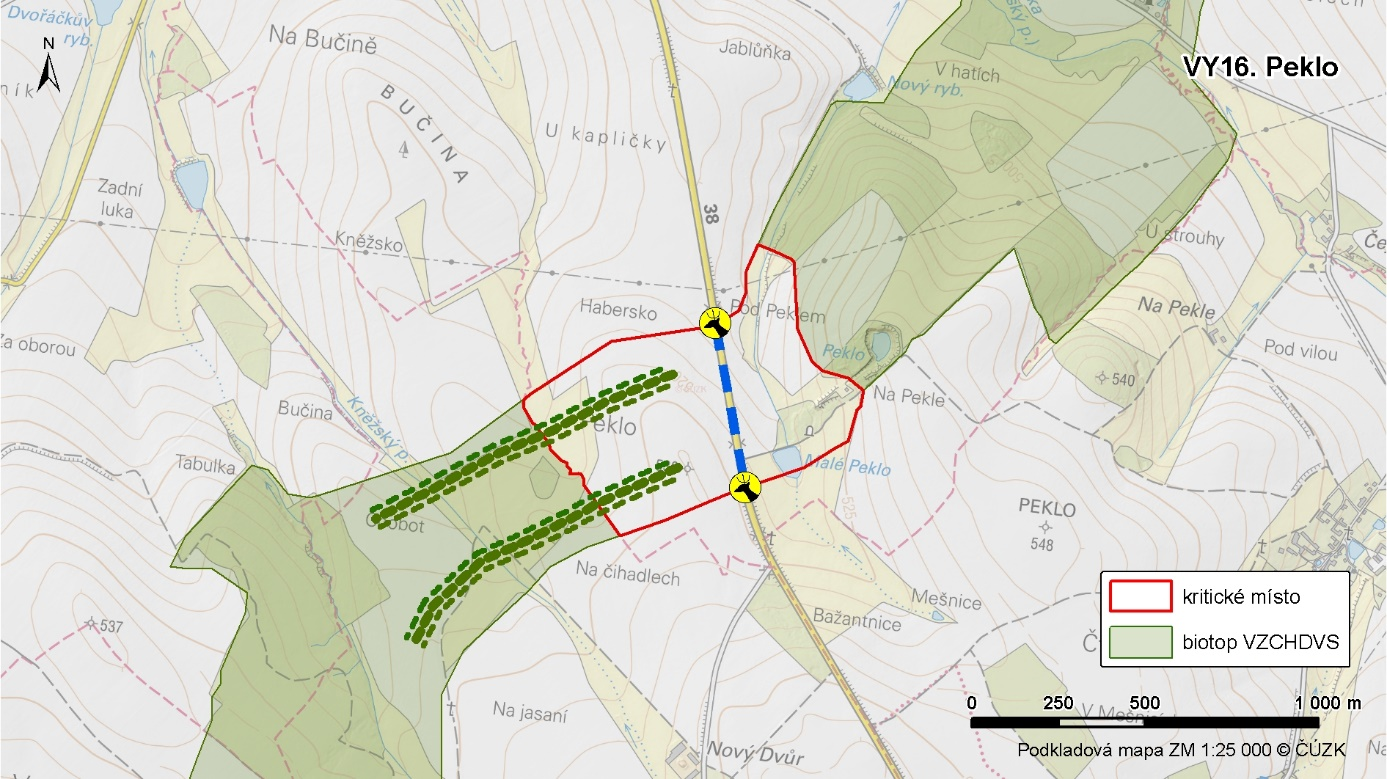 Dvořáčkův
ryb.
N
Na Bučině
BUČINA
U kapličky
Jablůňka
V hatích
Nový ryb.
VY16. Peklo
Zadní
luka
38
Kněžsko
Habersko
Pod Peklem
U strouhy
Na Pekle
Pod vilou
Peklo
540
Za oborou
Bučina
Kněžský p.
Na Pekle
Tabulka
Malé Peklo
525
PEKLO
548
Na čihadlech
537
Bažantnice
Mešnice
kritické místo
biotop VZCHDVS
Na jasaní
Nový Dvůr
0 250 500 1 000 m
Podkladová mapa ZM 1:25 000 © ČÚZK